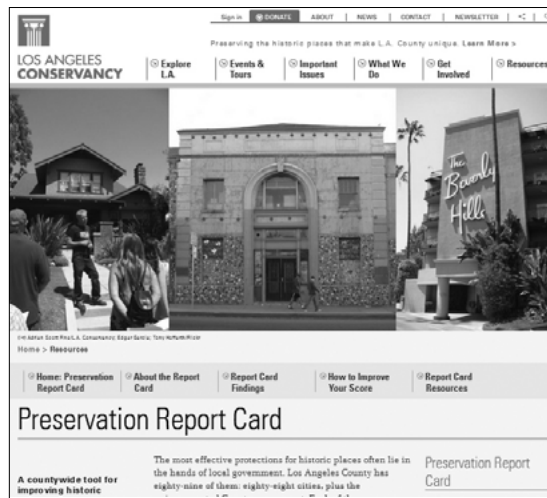 Sign in DONATE ABOUT NEWS CONTACT NEWSLETTER
Preserving the historic places that make L.A. County unique. Learn More >
LOS ANGELES
CONSERVANCY
Explore
L.A.
Events &
Tours
Important
Issues
What We
Do
Get
Involved
Resources
The
Beverly
Hills
Home > Resources
Home: Preservation
Report Card
About the Report
Card
Report Card
Findings
How to Improve
Your Score
Report Card
Resources
Preservation Report Card
A countywide tool for
improving historic
The most effective protections for historic places often lie in
the hands of local government. Los Angeles County has
eighty-nine of them: eighty-eight cities, plus the
Preservation Report
Card